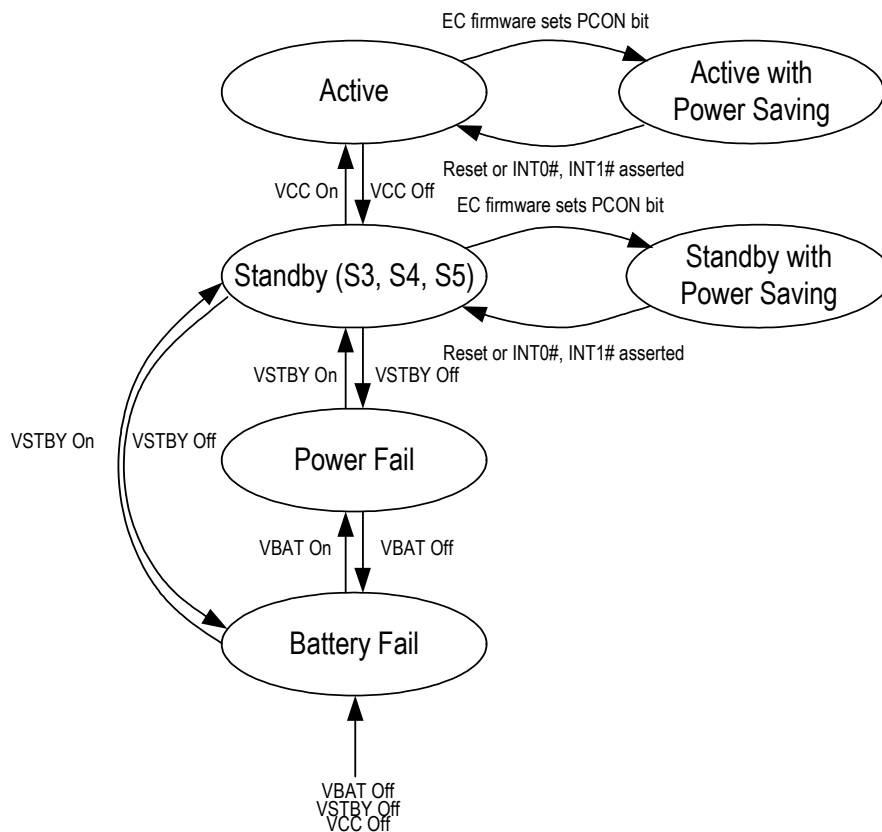 EC firmware sets PCON bit
Active
Active with
Power Saving
Reset or INT0#, INT1# asserted
VCC On
VCC Off
EC firmware sets PCON bit
Standby (S3, S4, S5)
Standby with
Power Saving
Reset or INT0#, INT1# asserted
VSTBY On
VSTBY Off
VSTBY On
VSTBY Off
Power Fail
VBAT On
VBAT Off
Battery Fail
VBAT Off
VSTBY Off
VCC Off